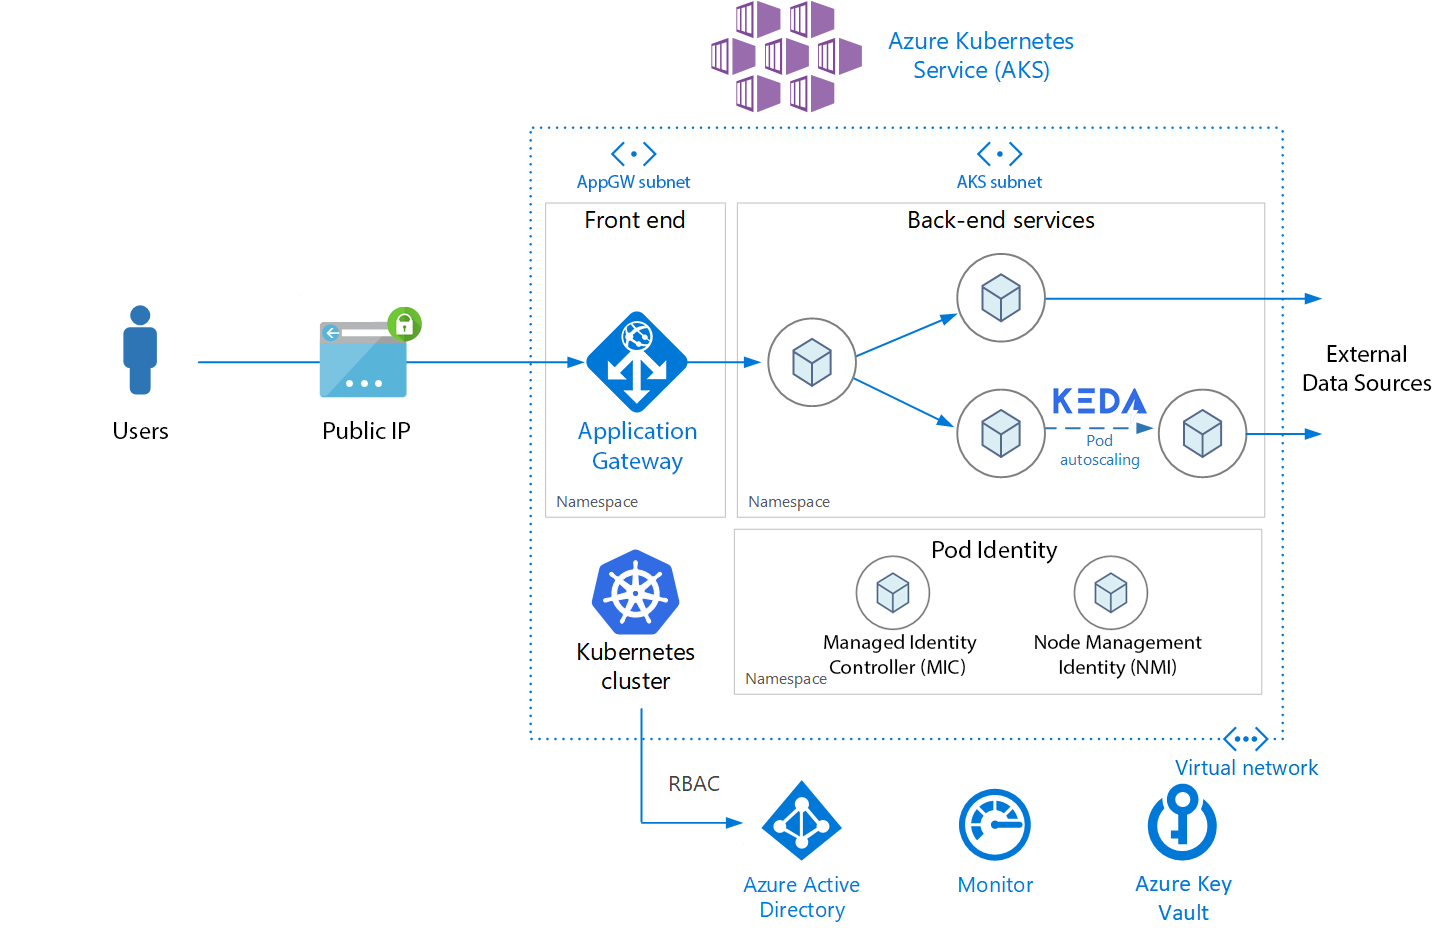 Azure Kubernetes
Service (AKS)
AppGW subnet
AKS subnet
Front end
Back-end services
Users
Public IP
Application
Gateway
KEDA
Pod
autoscaling
External
Data Sources
Namespace
Namespace
Pod Identity
Managed Identity
Controller (MIC)
Node Management
Identity (NMI)
Namespace
Kubernetes
cluster
Virtual network
RBAC
Azure Active
Directory
Monitor
Azure Key
Vault